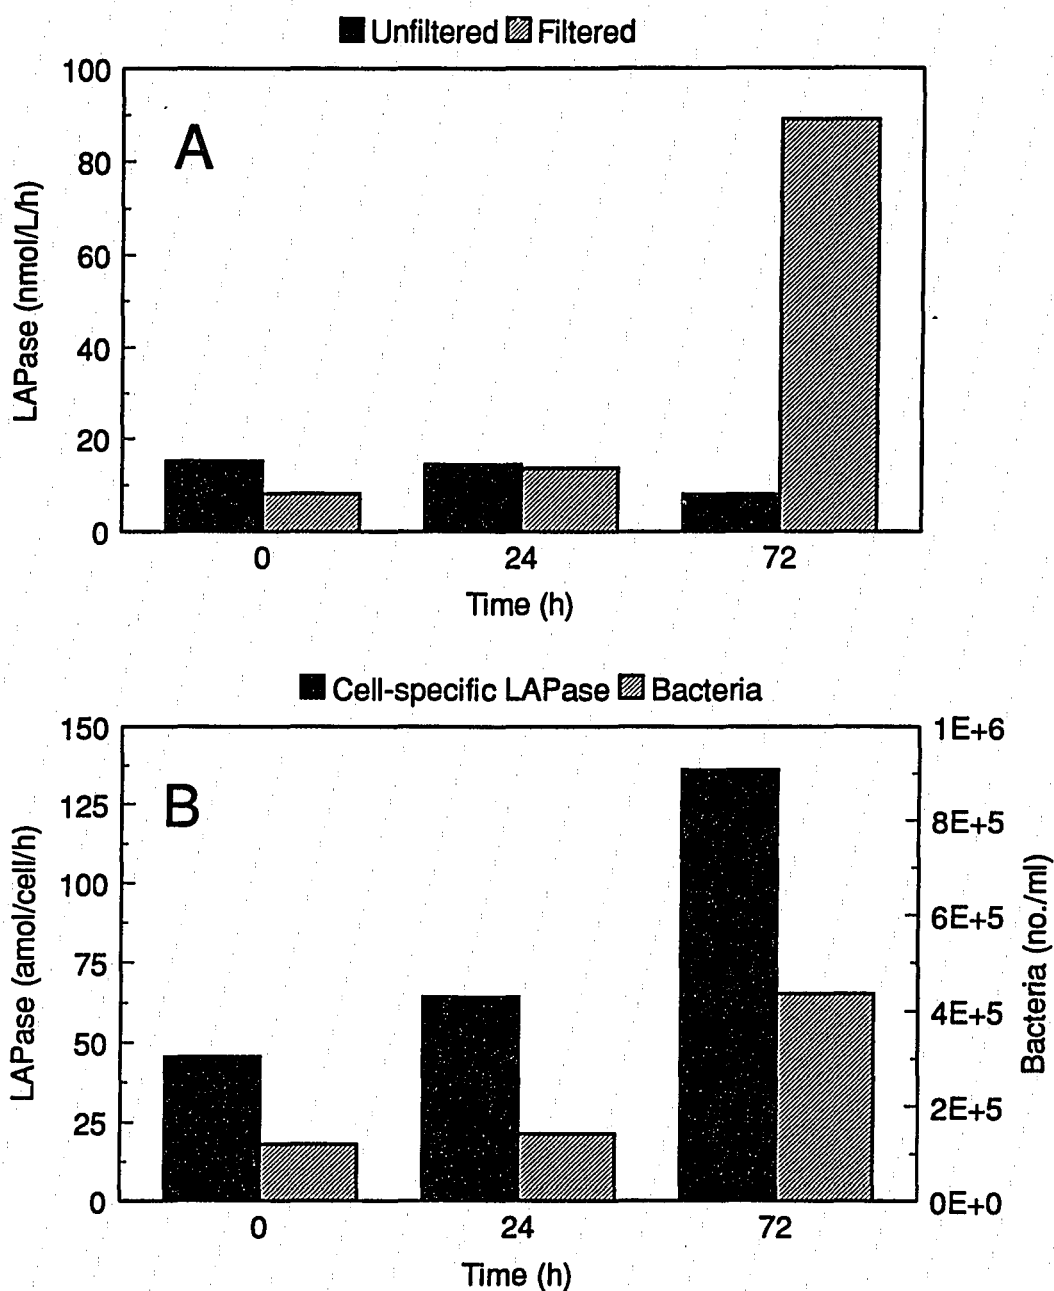 Unfiltered Filtered
A
LAPase (nmol/L/h)
100
80
60
40
20
0
0 24 72
Time (h)
Cell-specific LAPase Bacteria
B
LAPase (amol/cell/h)
150
125
100
75
50
25
0
1E+6
8E+5
6E+5
4E+5
2E+5
0E+0
Bacteria (no./ml)
0 24 72
Time (h)